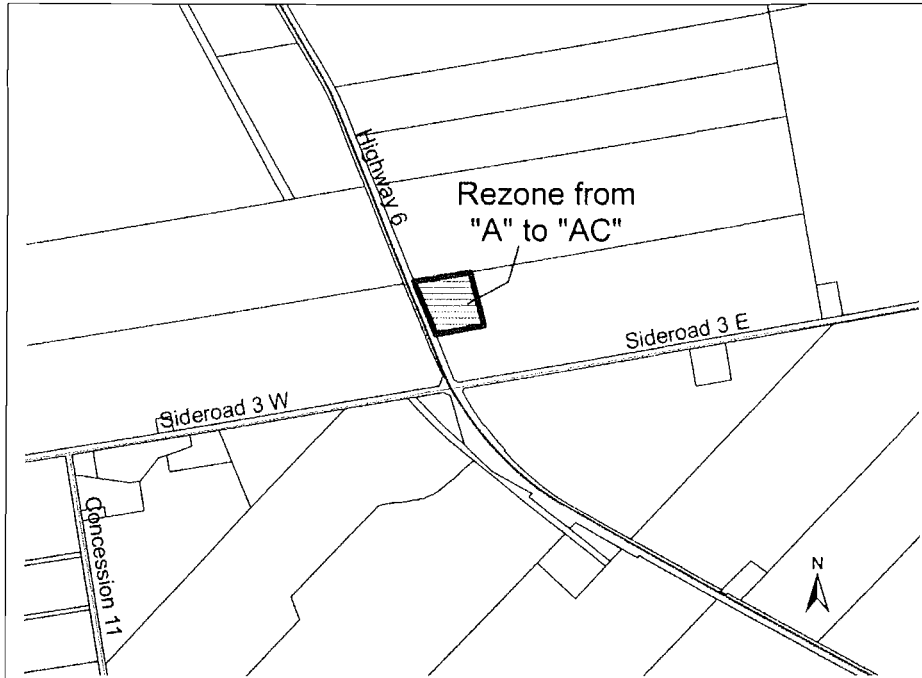 Highway 6
Rezone from
"A" to "AC"
Sideroad 3 E
Sideroad 3 W
Concession 11
N